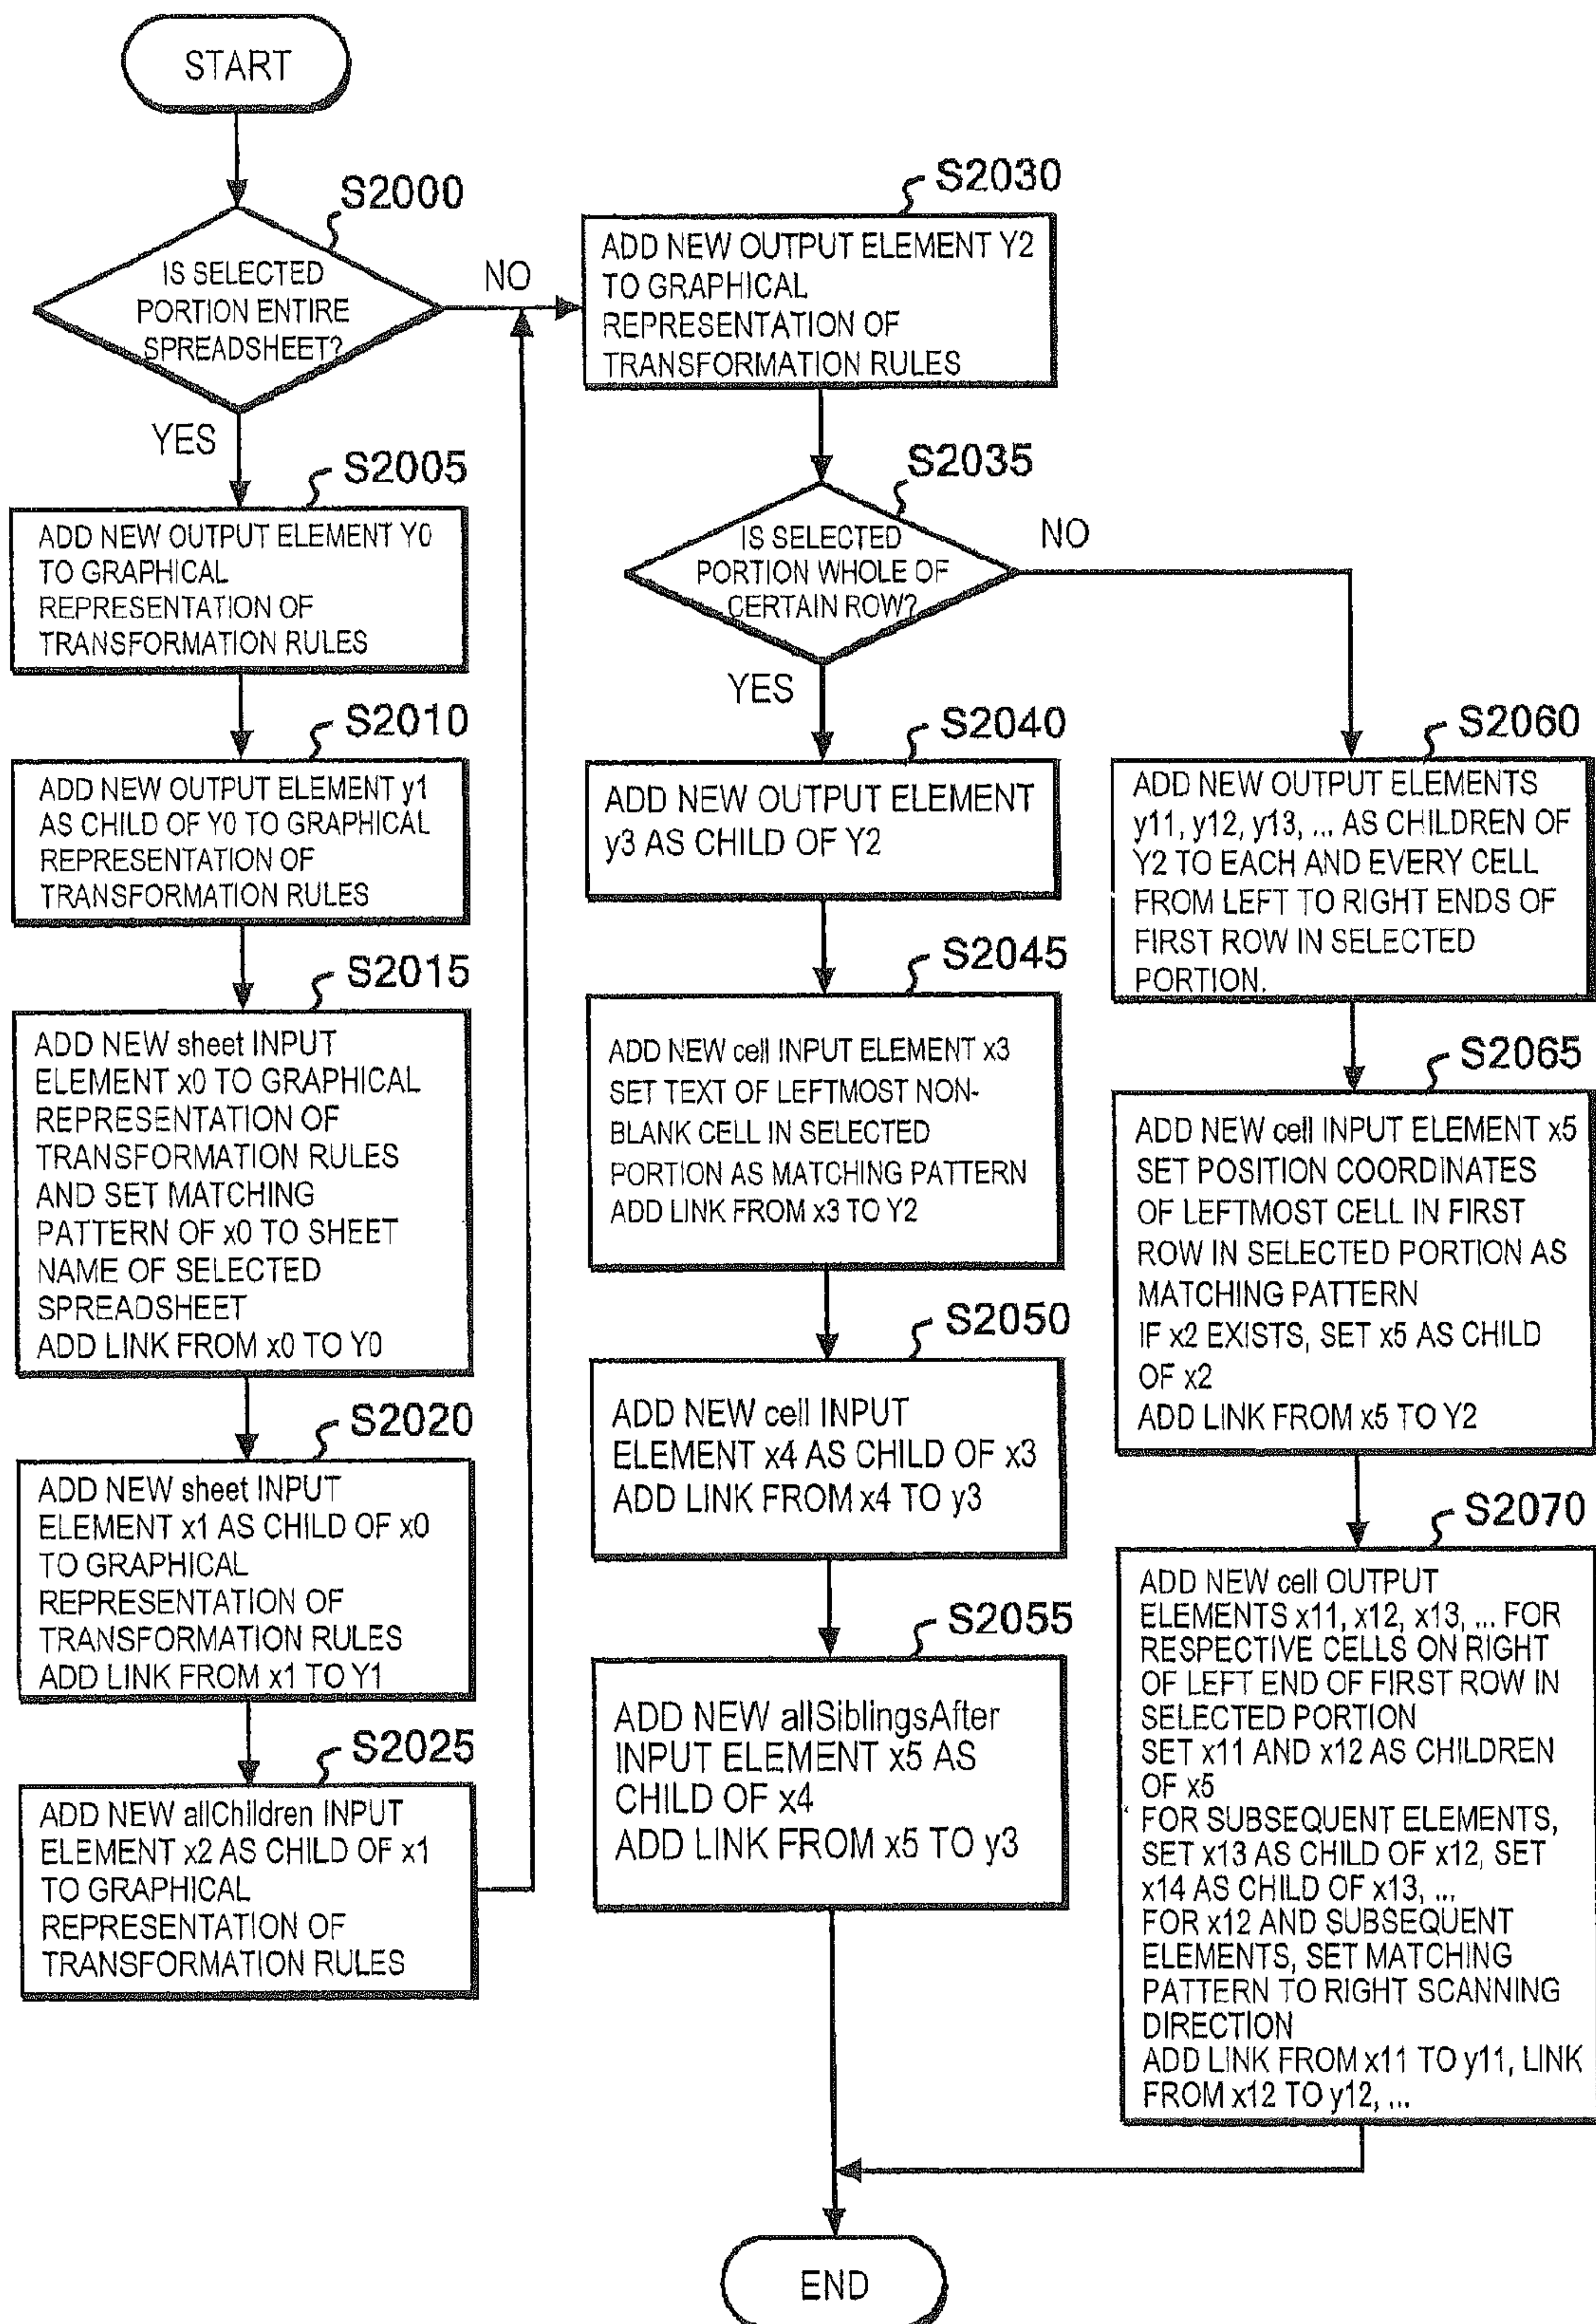 START
S2000
IS SELECTED
PORTION ENTIRE
SPREADSHEET?
NO
YES
S2005
ADD NEW OUTPUT ELEMENT Y0
TO GRAPHICAL
REPRESENTATION OF
TRANSFORMATION RULES
S2010
ADD NEW OUTPUT ELEMENT y1
AS CHILD OF Y0 TO GRAPHICAL
REPRESENTATION OF
TRANSFORMATION RULES
S2015
ADD NEW sheet INPUT
ELEMENT x0 TO GRAPHICAL
REPRESENTATION OF
TRANSFORMATION RULES
AND SET MATCHING
PATTERN OF x0 TO SHEET
NAME OF SELECTED
SPREADSHEET
ADD LINK FROM x0 TO Y0
S2020
ADD NEW sheet INPUT
ELEMENT x1 AS CHILD OF x0
TO GRAPHICAL
REPRESENTATION OF
TRANSFORMATION RULES
ADD LINK FROM x1 TO Y1
S2025
ADD NEW allChildren INPUT
ELEMENT x2 AS CHILD OF x1
TO GRAPHICAL
REPRESENTATION OF
TRANSFORMATION RULES
S2030
ADD NEW OUTPUT ELEMENT Y2
TO GRAPHICAL
REPRESENTATION OF
TRANSFORMATION RULES
S2035
IS SELECTED
PORTION WHOLE OF
CERTAIN ROW?
NO
YES
S2040
ADD NEW OUTPUT ELEMENT
y3 AS CHILD OF Y2
S2045
ADD NEW cell INPUT ELEMENT x3
SET TEXT OF LEFTMOST NON-
BLANK CELL IN SELECTED
PORTION AS MATCHING PATTERN
ADD LINK FROM x3 TO Y2
S2050
ADD NEW cell INPUT
ELEMENT x4 AS CHILD OF x3
ADD LINK FROM x4 TO y3
S2055
ADD NEW allSiblingsAfter
INPUT ELEMENT x5 AS
CHILD OF x4
ADD LINK FROM x5 TO y3
S2060
ADD NEW OUTPUT ELEMENTS
y11, y12, y13, ... AS CHILDREN OF
Y2 TO EACH AND EVERY CELL
FROM LEFT TO RIGHT ENDS OF
FIRST ROW IN SELECTED
PORTION.
S2065
ADD NEW cell INPUT ELEMENT x5
SET POSITION COORDINATES
OF LEFTMOST CELL IN FIRST
ROW IN SELECTED PORTION AS
MATCHING PATTERN
IF x2 EXISTS, SET x5 AS CHILD
OF x2
ADD LINK FROM x5 TO Y2
S2070
ADD NEW cell OUTPUT
ELEMENTS x11, x12, x13, ... FOR
RESPECTIVE CELLS ON RIGHT
OF LEFT END OF FIRST ROW IN
SELECTED PORTION
SET x11 AND x12 AS CHILDREN
OF x5
FOR SUBSEQUENT ELEMENTS,
SET x13 AS CHILD OF x12, SET
x14 AS CHILD OF x13, ...
FOR x12 AND SUBSEQUENT
ELEMENTS, SET MATCHING
PATTERN TO RIGHT SCANNING
DIRECTION
ADD LINK FROM x11 TO y11, LINK
FROM x12 TO y12, ...
END